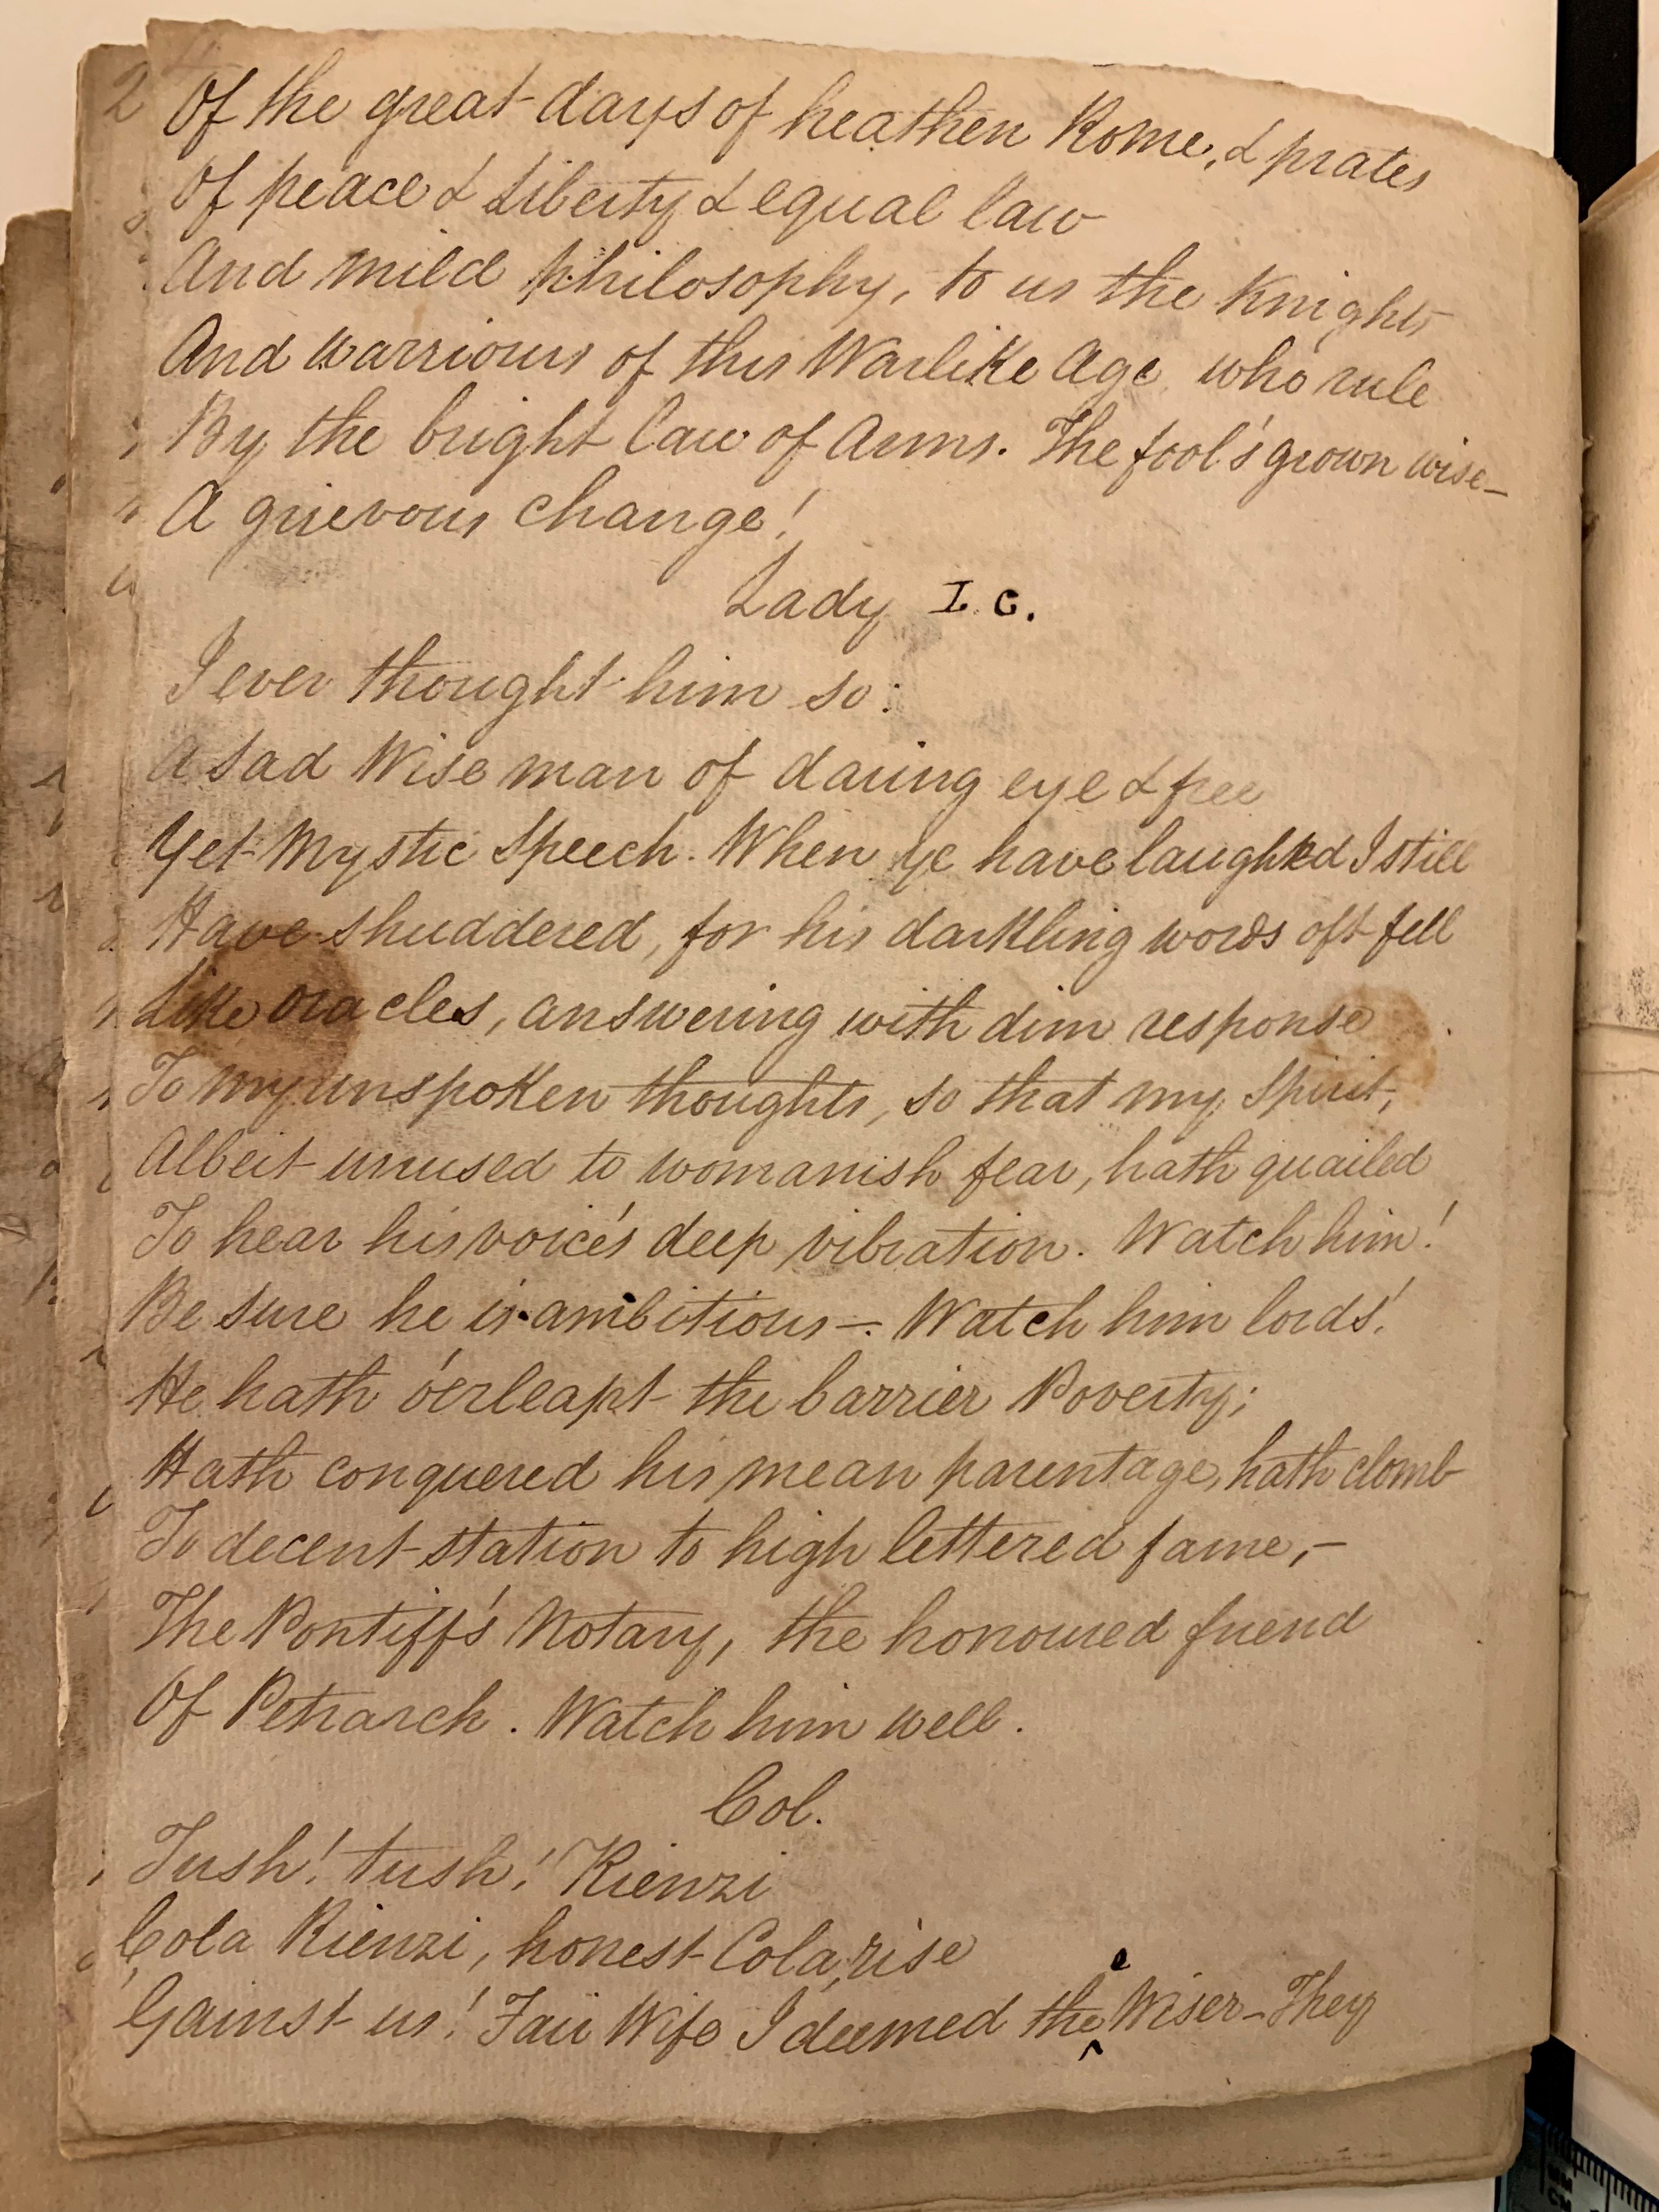 2 Of the great days of heathen Rome, & prates
Of peace & Liberty & equal law
And mild philosophy, to us the Knights
And warriours of this Warlike Age who rule
By the bright law of Arms. The fool's grown wise—
A grievous change!
Lady I. C.
I ever thought him so:
A sad Wise man of daring eye & free
Yet Mystic Speech. When ye have laughed I still
Have shuddered, for his darkling words oft fell
Like oracles, answering with dim response
To my unspoken thoughts, so that my Spirit,
Albeit unused to womanish fear, hath quailed
To hear his voice's deep vibration. Watch him!
Be sure he is ambitious—. Watch him lords!
He hath o'erleapt the barrier Poverty;
Hath conquered his mean parentage, hath clomb
To decent station to high lettered fame,—
The Pontiff's Notary, the honoured friend
Of Petrarch. Watch him well.
Col.
Tush! tush! Rienzi
Cola Rienzi, honest Cola, rise
'Gainst us! Fair Wife I deemed thee Wiser—They